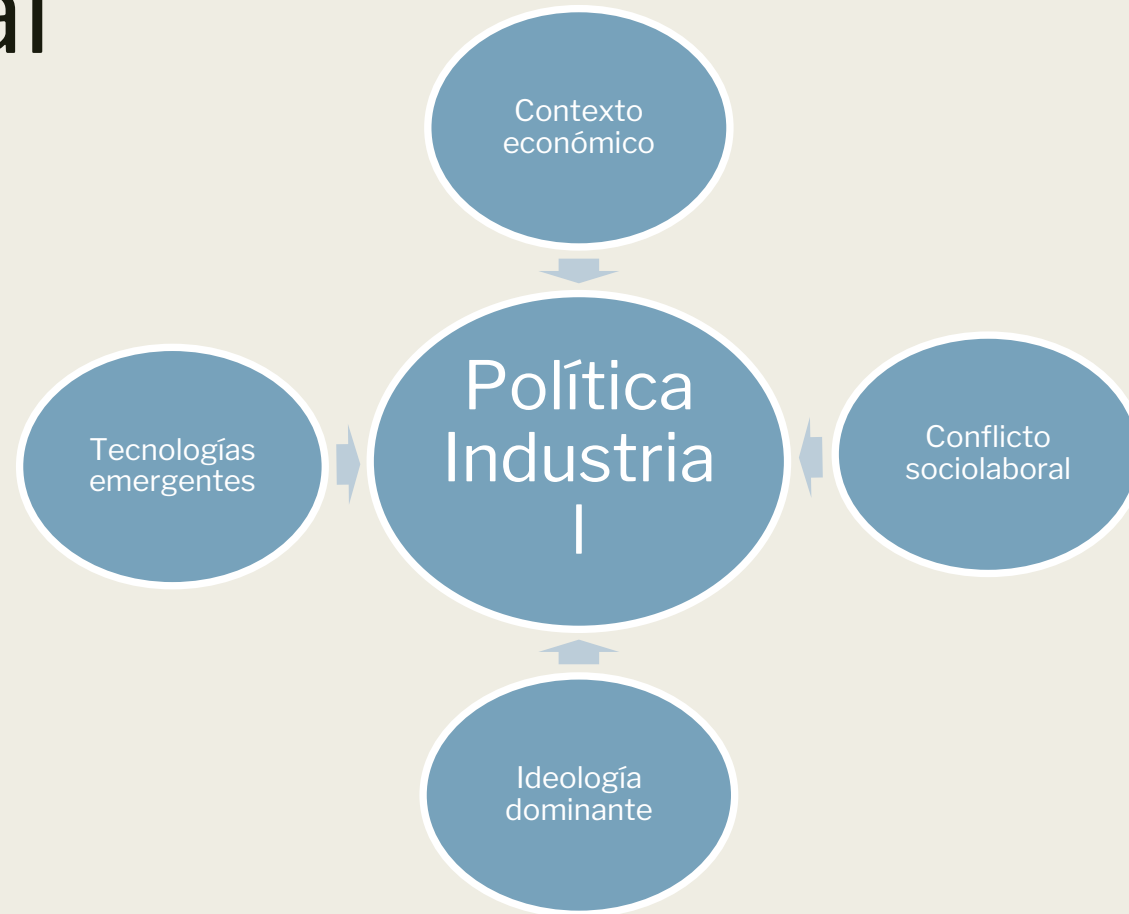 al
Contexto
económico
Política
Industria
l
Tecnologías
emergentes
Conflicto
sociolaboral
Ideología
dominante